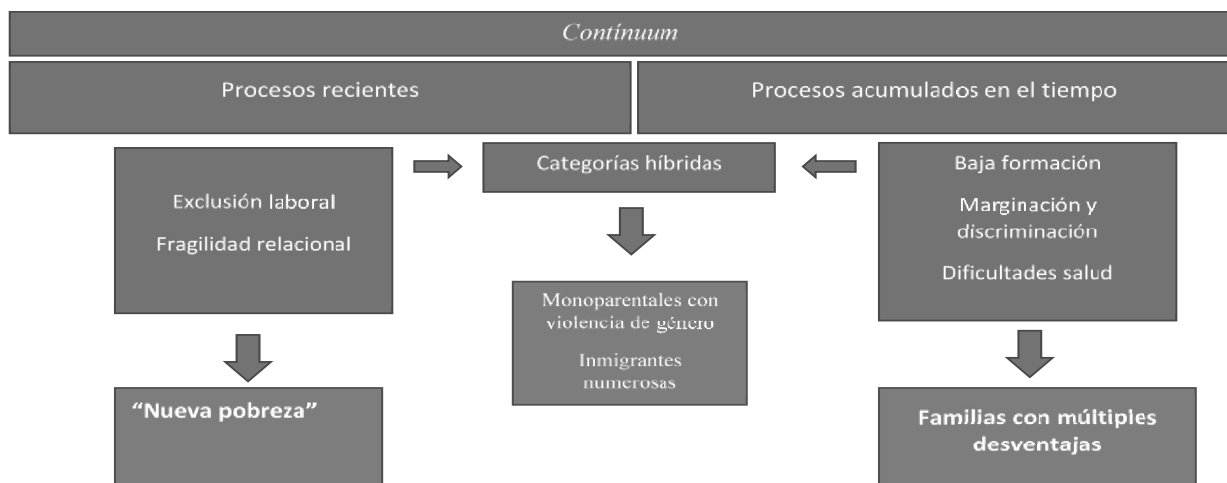 Contínuum
Procesos recientes
Procesos acumulados en el tiempo
Exclusión laboral
Fragilidad relacional
Categorías híbridas
Baja formación
Marginación y
discriminación
Dificultades salud
Monoparentales con
violencia de género
Inmigrantes
numerosas
“Nueva pobreza”
Familias con múltiples
desventajas